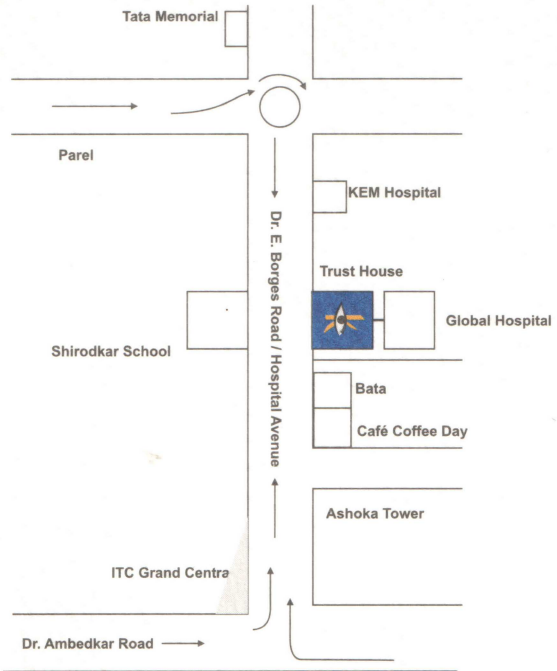 Tata Memorial
Parel
KEM Hospital
Dr. E. Borges Road / Hospital Avenue
Trust House
Global Hospital
Shirodkar School
Bata
Café Coffee Day
Ashoka Tower
ITC Grand Centra
Dr. Ambedkar Road